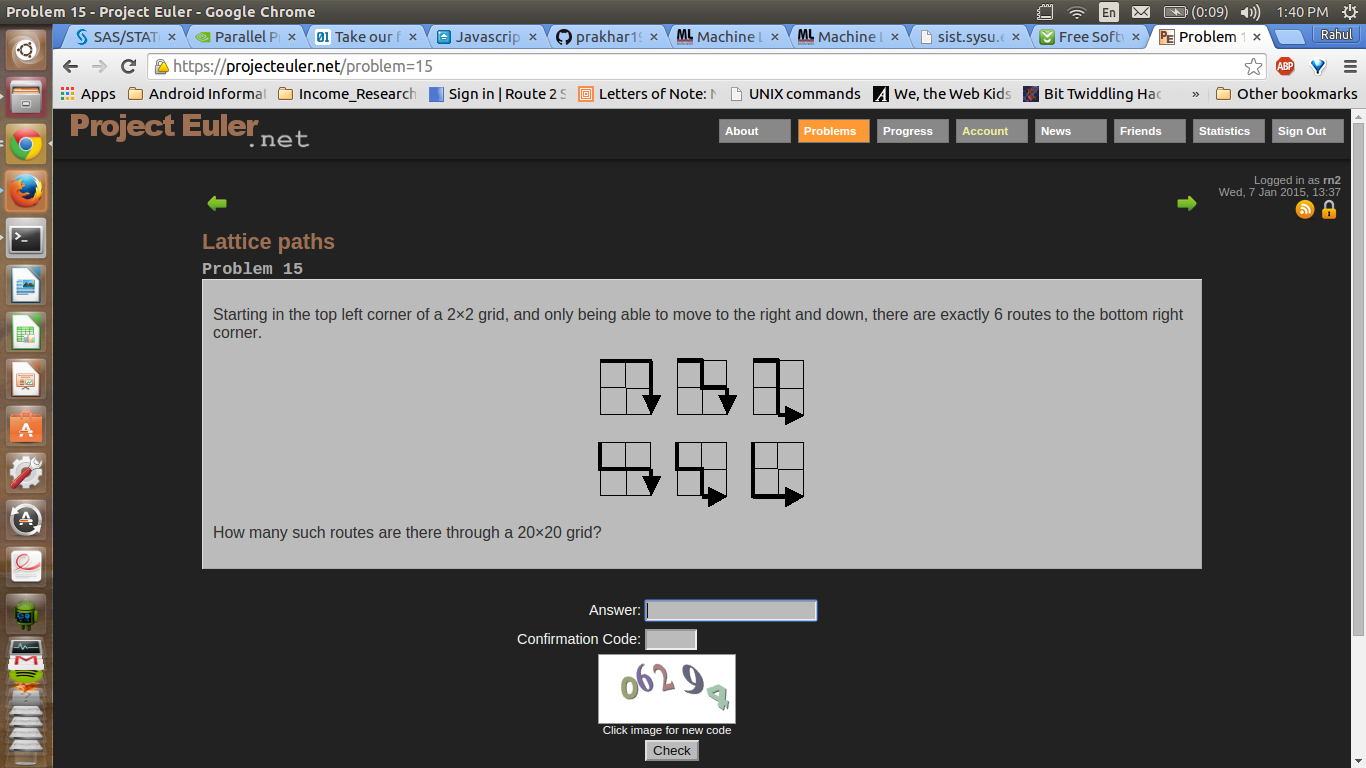 Problem 15 - Project Euler - Google Chrome
En
(0:09)
1:40 PM
SAS/STAT
Parallel P
Take our f
Javascrip
prakhar19
Machine L
Machine L
sist.sysu.e
Free Soft
Problem 1
Rahul
https://projecteuler.net/problem=15
ABP
Apps
Android Informat
Income_Research
Sign in | Route 2 S
Letters of Note: N
UNIX commands
We, the Web Kids
Bit Twiddling Hac
»
Other bookmarks
Project Euler.net
About
Problems
Progress
Account
News
Friends
Statistics
Sign Out
Logged in as rn2
Wed, 7 Jan 2015, 13:37
Lattice paths
Problem 15
Starting in the top left corner of a 2×2 grid, and only being able to move to the right and down, there are exactly 6 routes to the bottom right
corner.
How many such routes are there through a 20×20 grid?
Answer:
Confirmation Code:
06294
Click image for new code
Check